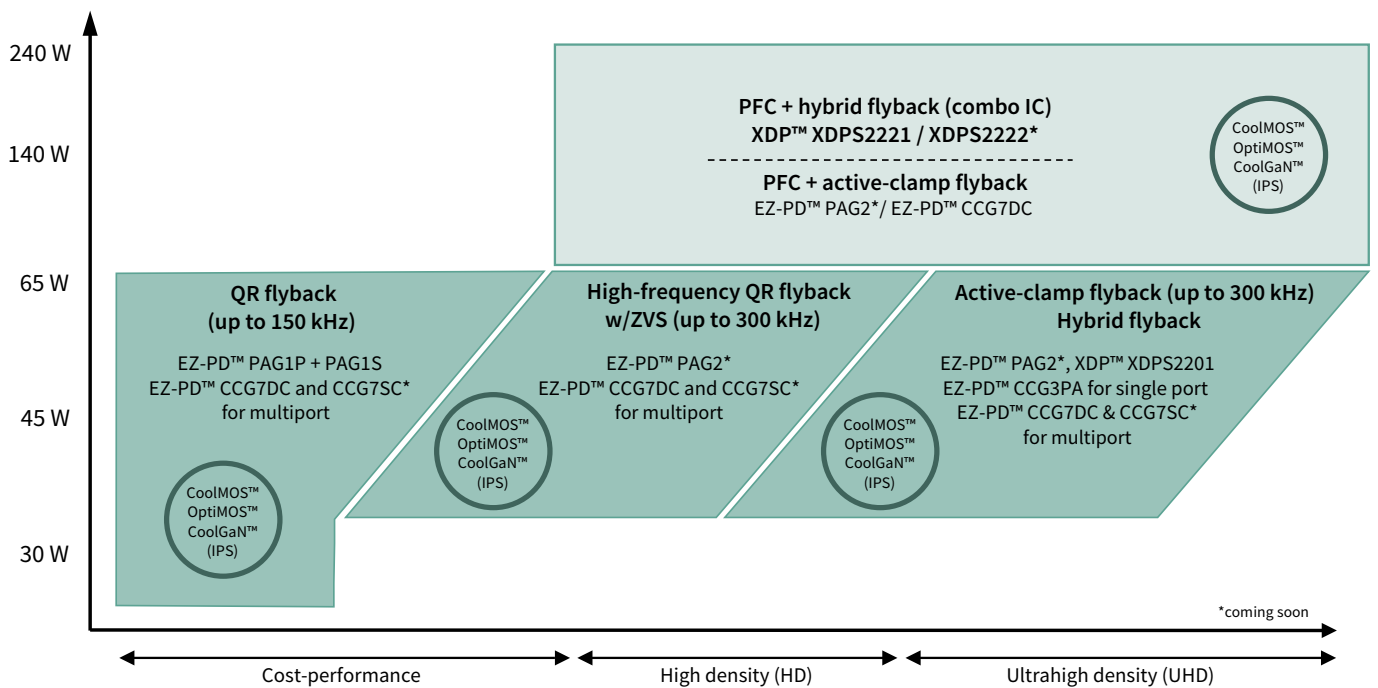 240 W
140 W
65 W
45 W
30 W
PFC + hybrid flyback (combo IC)
XDP™ XDPS2221 / XDPS2222*
PFC + active-clamp flyback
EZ-PD™ PAG2*/ EZ-PD™ CCG7DC
CoolMOS™
OptiMOS™
CoolGaN™
(IPS)
QR flyback
(up to 150 kHz)
EZ-PD™ PAG1P + PAG1S
EZ-PD™ CCG7DC and CCG7SC*
for multiport
CoolMOS™
OptiMOS™
CoolGaN™
(IPS)
High-frequency QR flyback
w/ZVS (up to 300 kHz)
EZ-PD™ PAG2*
EZ-PD™ CCG7DC and CCG7SC*
for multiport
CoolMOS™
OptiMOS™
CoolGaN™
(IPS)
Active-clamp flyback (up to 300 kHz)
Hybrid flyback
EZ-PD™ PAG2*, XDP™ XDPS2201
EZ-PD™ CCG3PA for single port
EZ-PD™ CCG7DC & CCG7SC*
for multiport
CoolMOS™
OptiMOS™
CoolGaN™
(IPS)
*coming soon
Cost-performance
High density (HD)
Ultrahigh density (UHD)